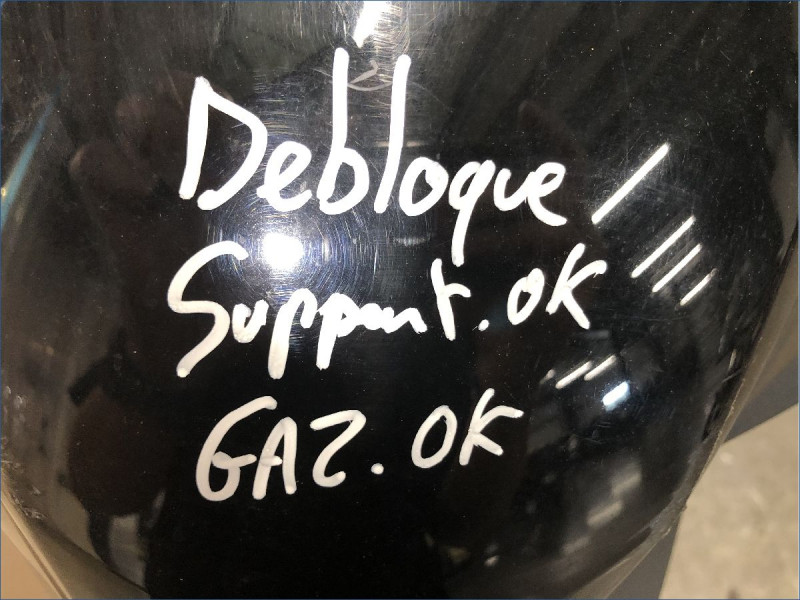 Debloque /
Support. OK
GAZ. OK